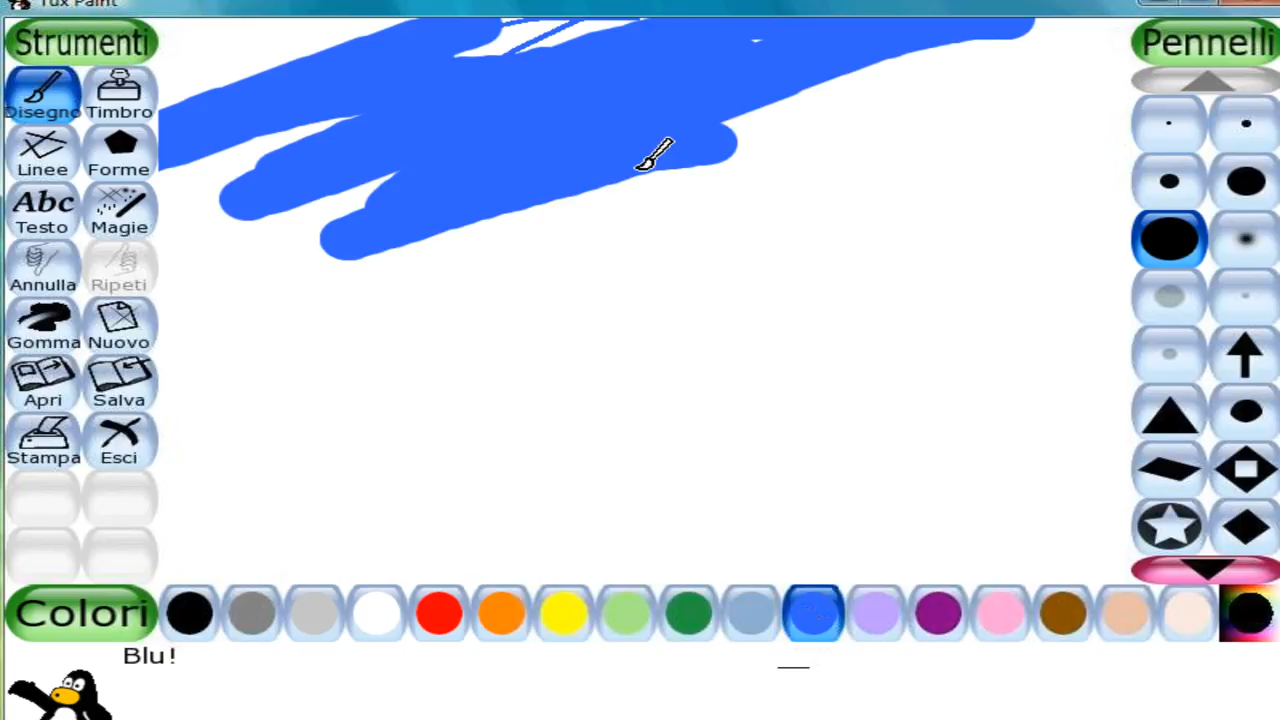 Tux Paint
Strumenti
Pennelli
Disegno Timbro
Linee Forme
Abc
Testo Magie
Annulla Ripeti
Gomma Nuovo
Apri Salva
Stampa Esci
Colori
Blu!